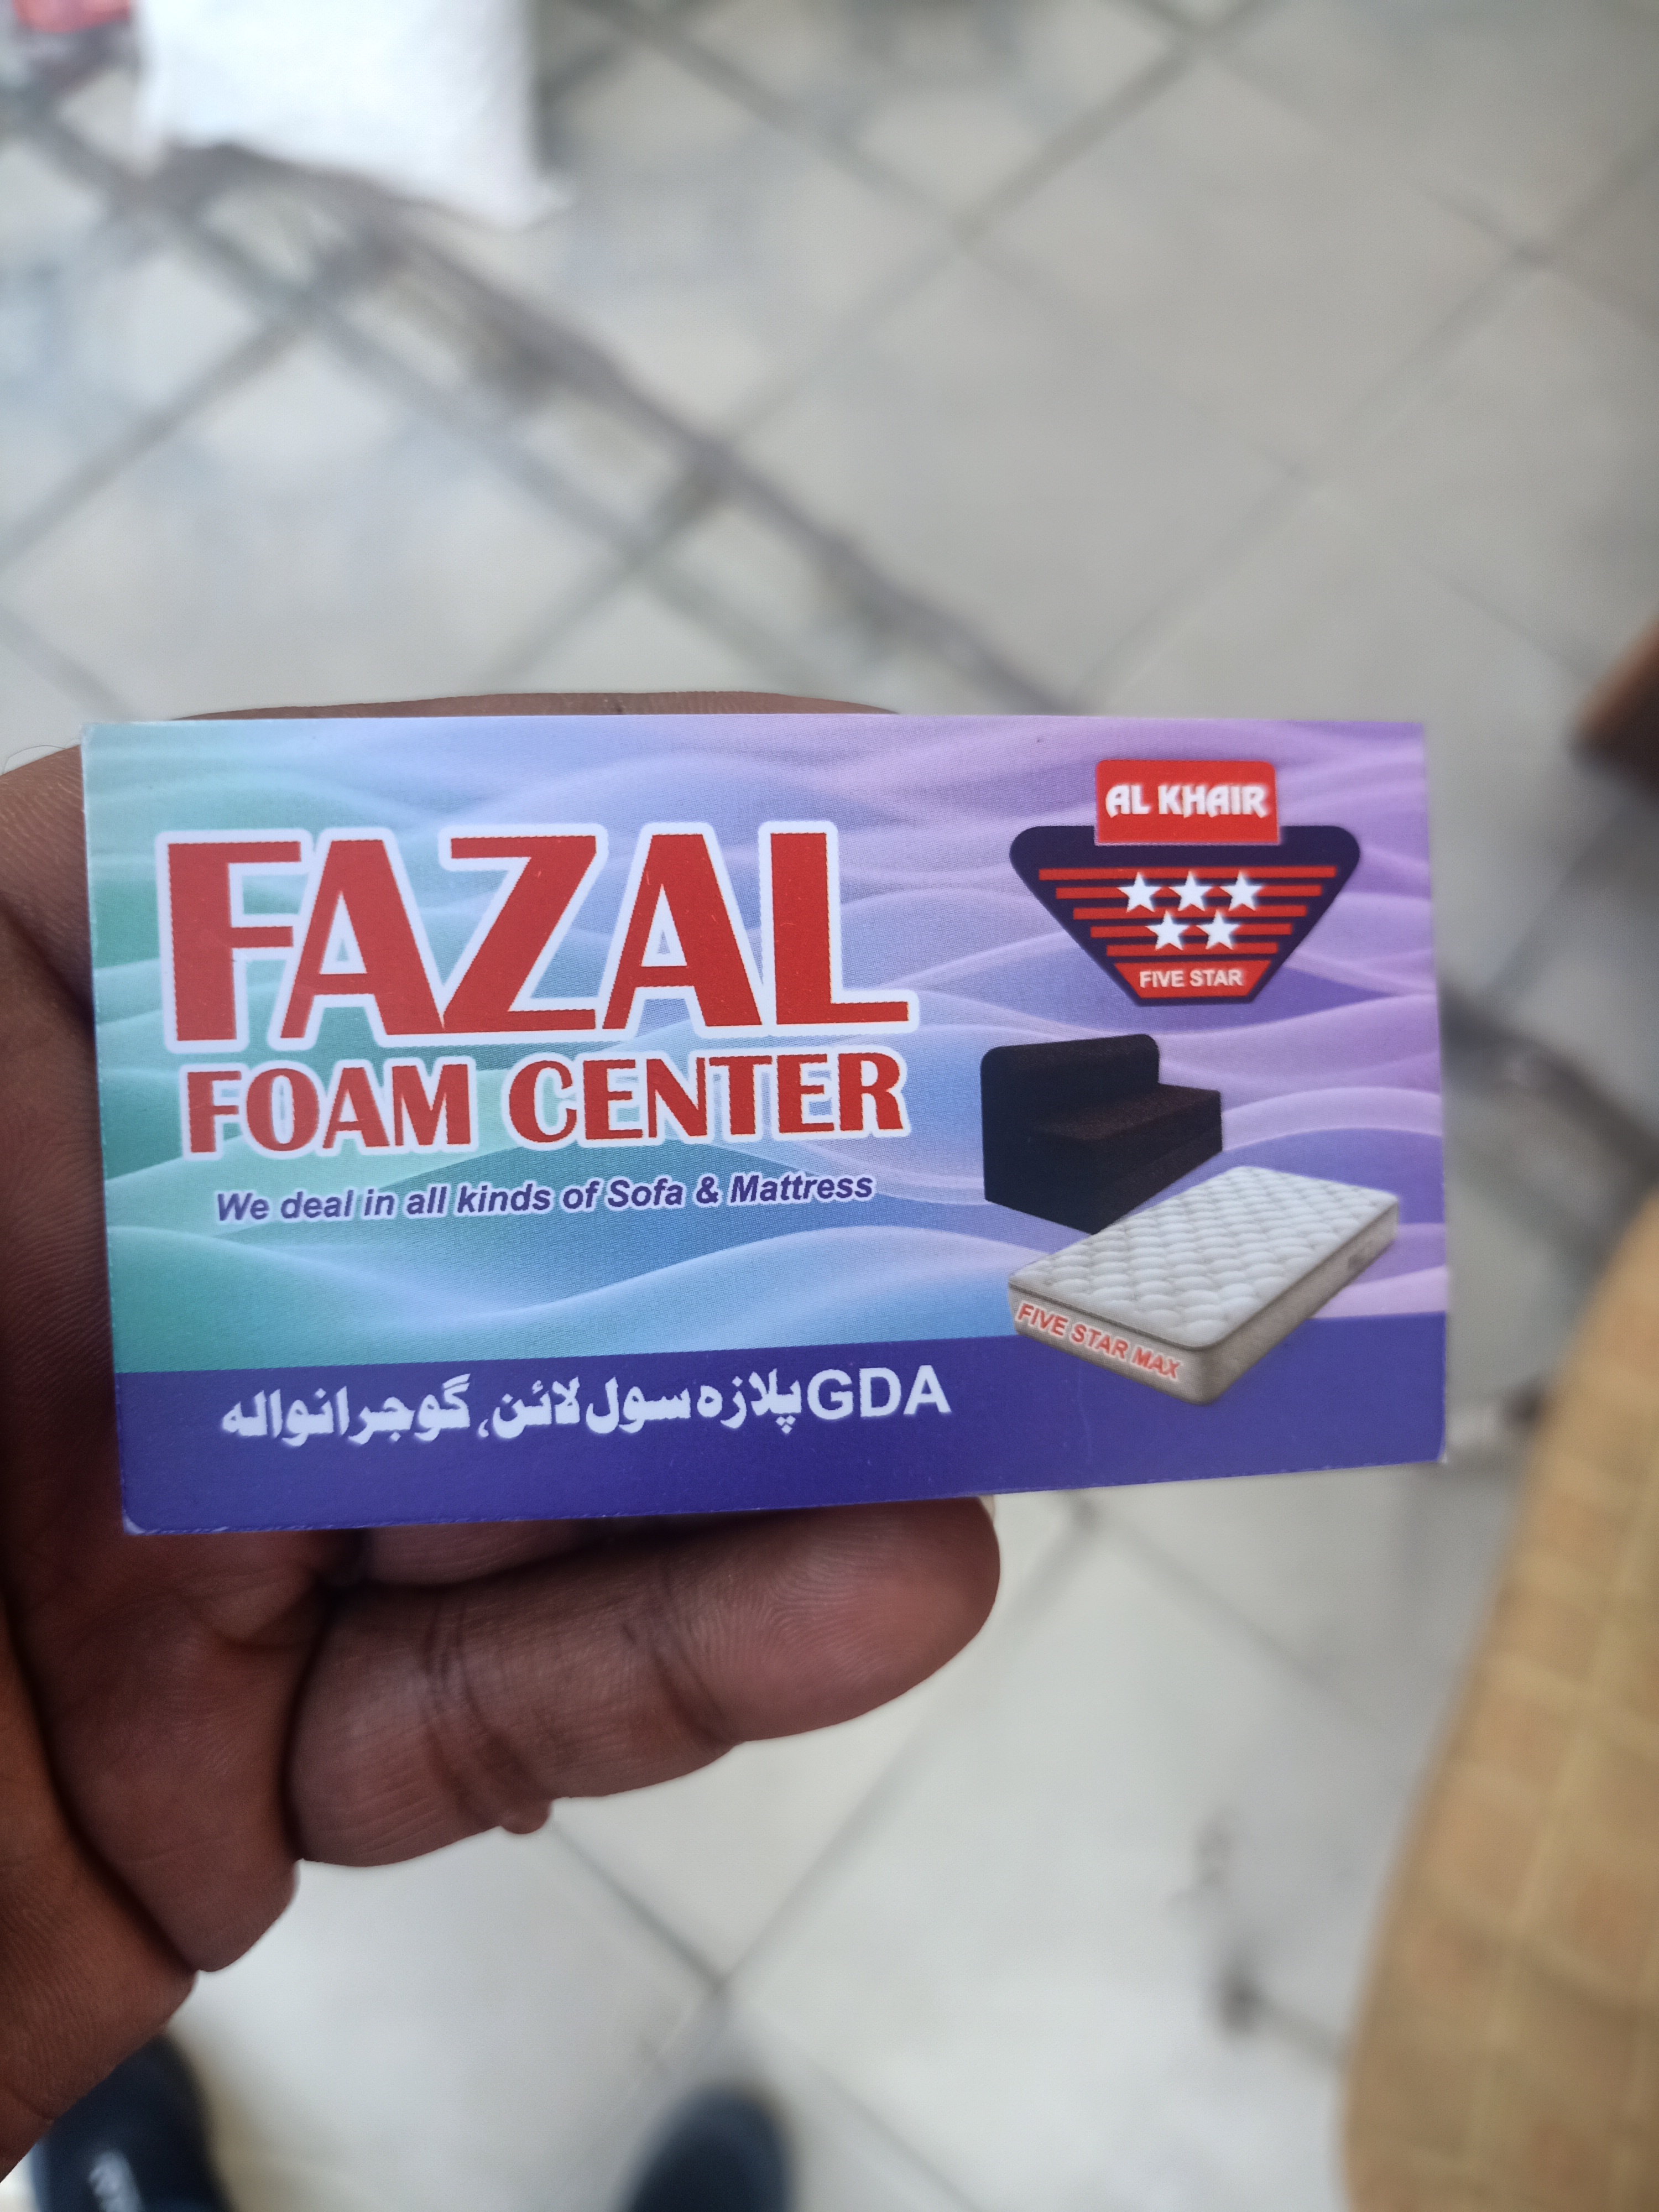 AL KHAIR
FIVE STAR
FAZAL
FOAM CENTER
We deal in all kinds of Sofa & Mattress
FIVE STAR MAX
GDA پلازہ سول لائن، گوجرانوالہ